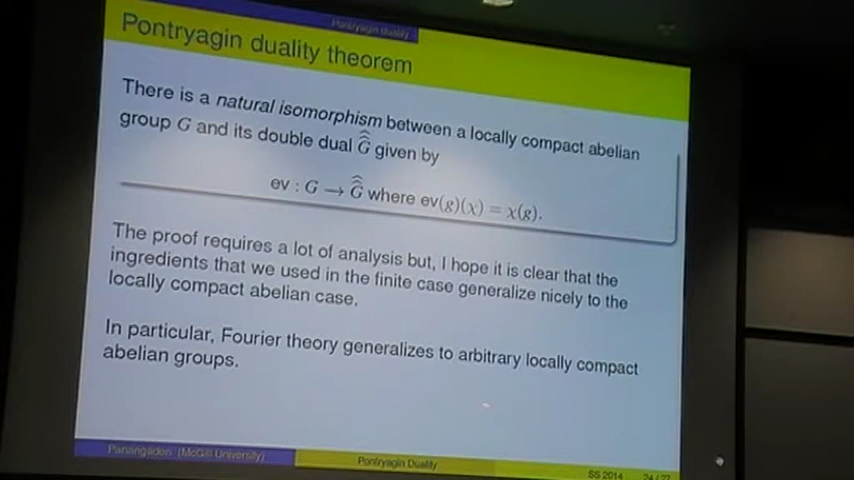 Pontryagin duality
Pontryagin duality theorem
There is a natural isomorphism between a locally compact abelian
group G and its double dual Ĝ̂ given by
ev : G → Ĝ̂ where ev(g)(χ) = χ(g).
The proof requires a lot of analysis but, I hope it is clear that the
ingredients that we used in the finite case generalize nicely to the
locally compact abelian case.
In particular, Fourier theory generalizes to arbitrary locally compact
abelian groups.
Panangaden (McGill University)
Pontryagin Duality
SS 2014
24 / 27